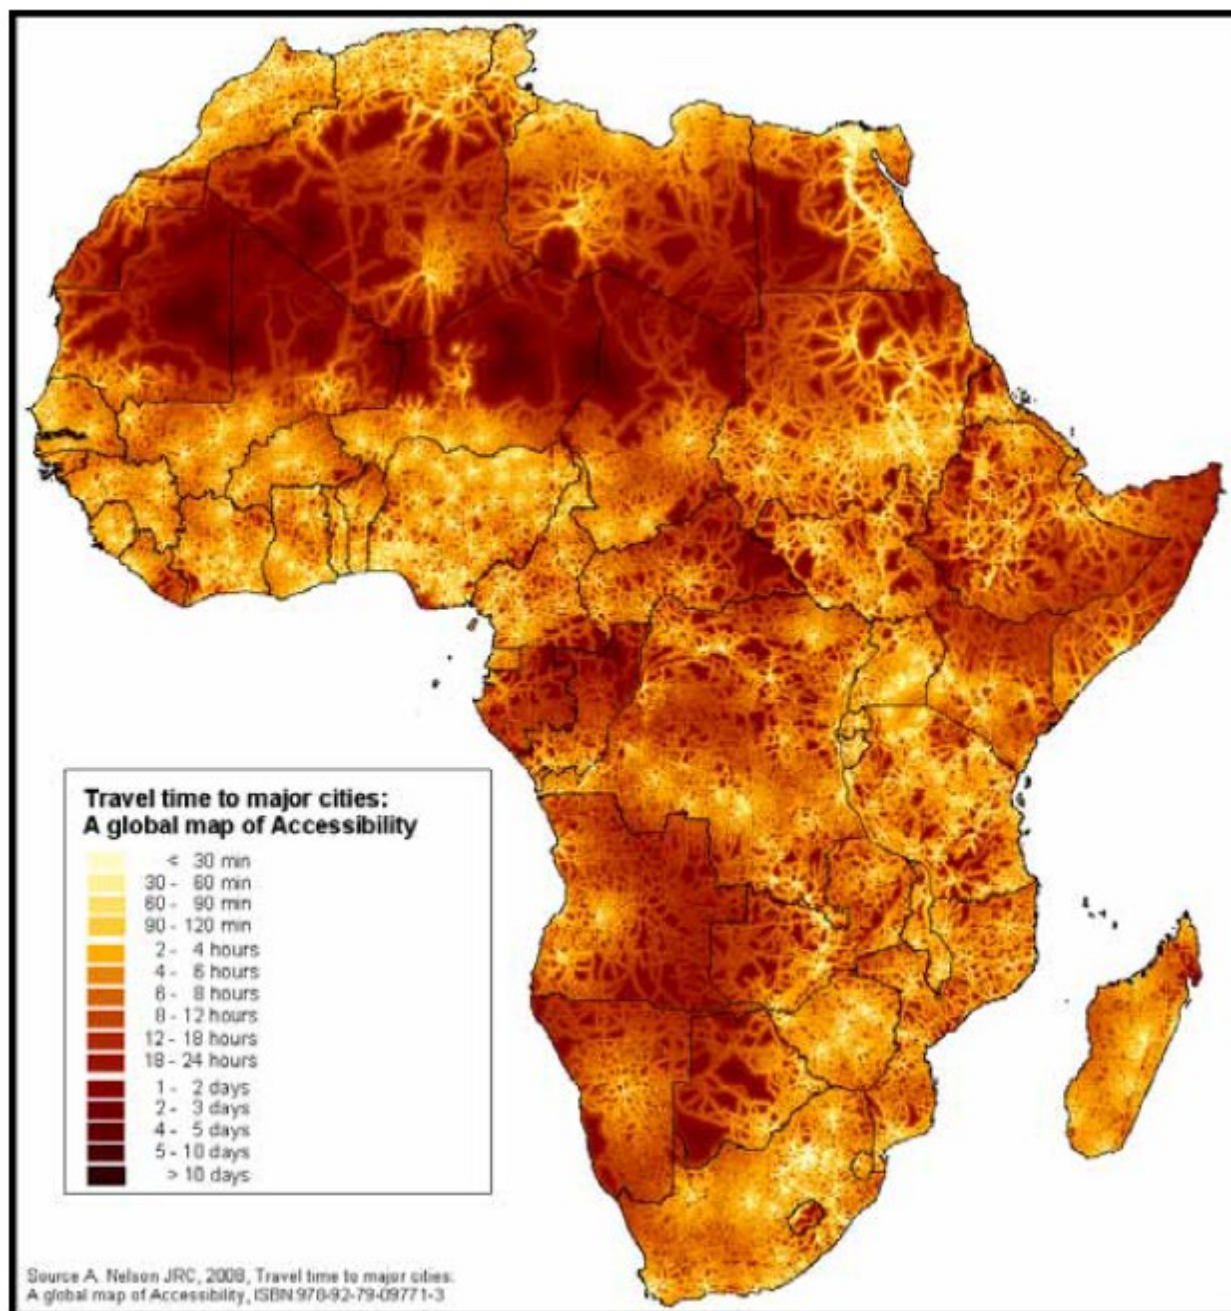 Travel time to major cities:
A global map of Accessibility
< 30 min
30 - 60 min
60 - 90 min
90 - 120 min
2 - 4 hours
4 - 6 hours
6 - 8 hours
8 - 12 hours
12 - 18 hours
18 - 24 hours
1 - 2 days
2 - 3 days
4 - 5 days
5 - 10 days
> 10 days
Source A. Nelson JRC, 2008, Travel time to major cities:
A global map of Accessibility, ISBN 978-92-79-09771-3